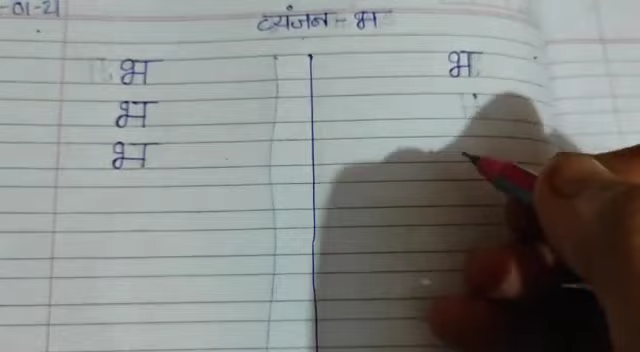 -01-21
व्यंजन - भ
भ भ
भ
भ